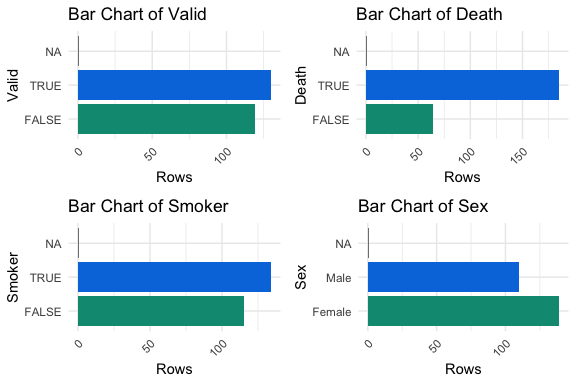 Bar Chart of Valid
Valid
NA
TRUE
FALSE
0
50
100
Rows
Bar Chart of Death
Death
NA
TRUE
FALSE
0
50
100
150
Rows
Bar Chart of Smoker
Smoker
NA
TRUE
FALSE
0
50
100
Rows
Bar Chart of Sex
Sex
NA
Male
Female
0
50
100
Rows